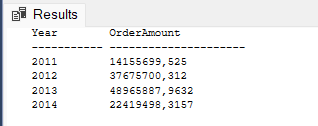 Results
Year        OrderAmount
----------- ---------------------
2011        14155699,525
2012        37675700,312
2013        48965887,9632
2014        22419498,3157